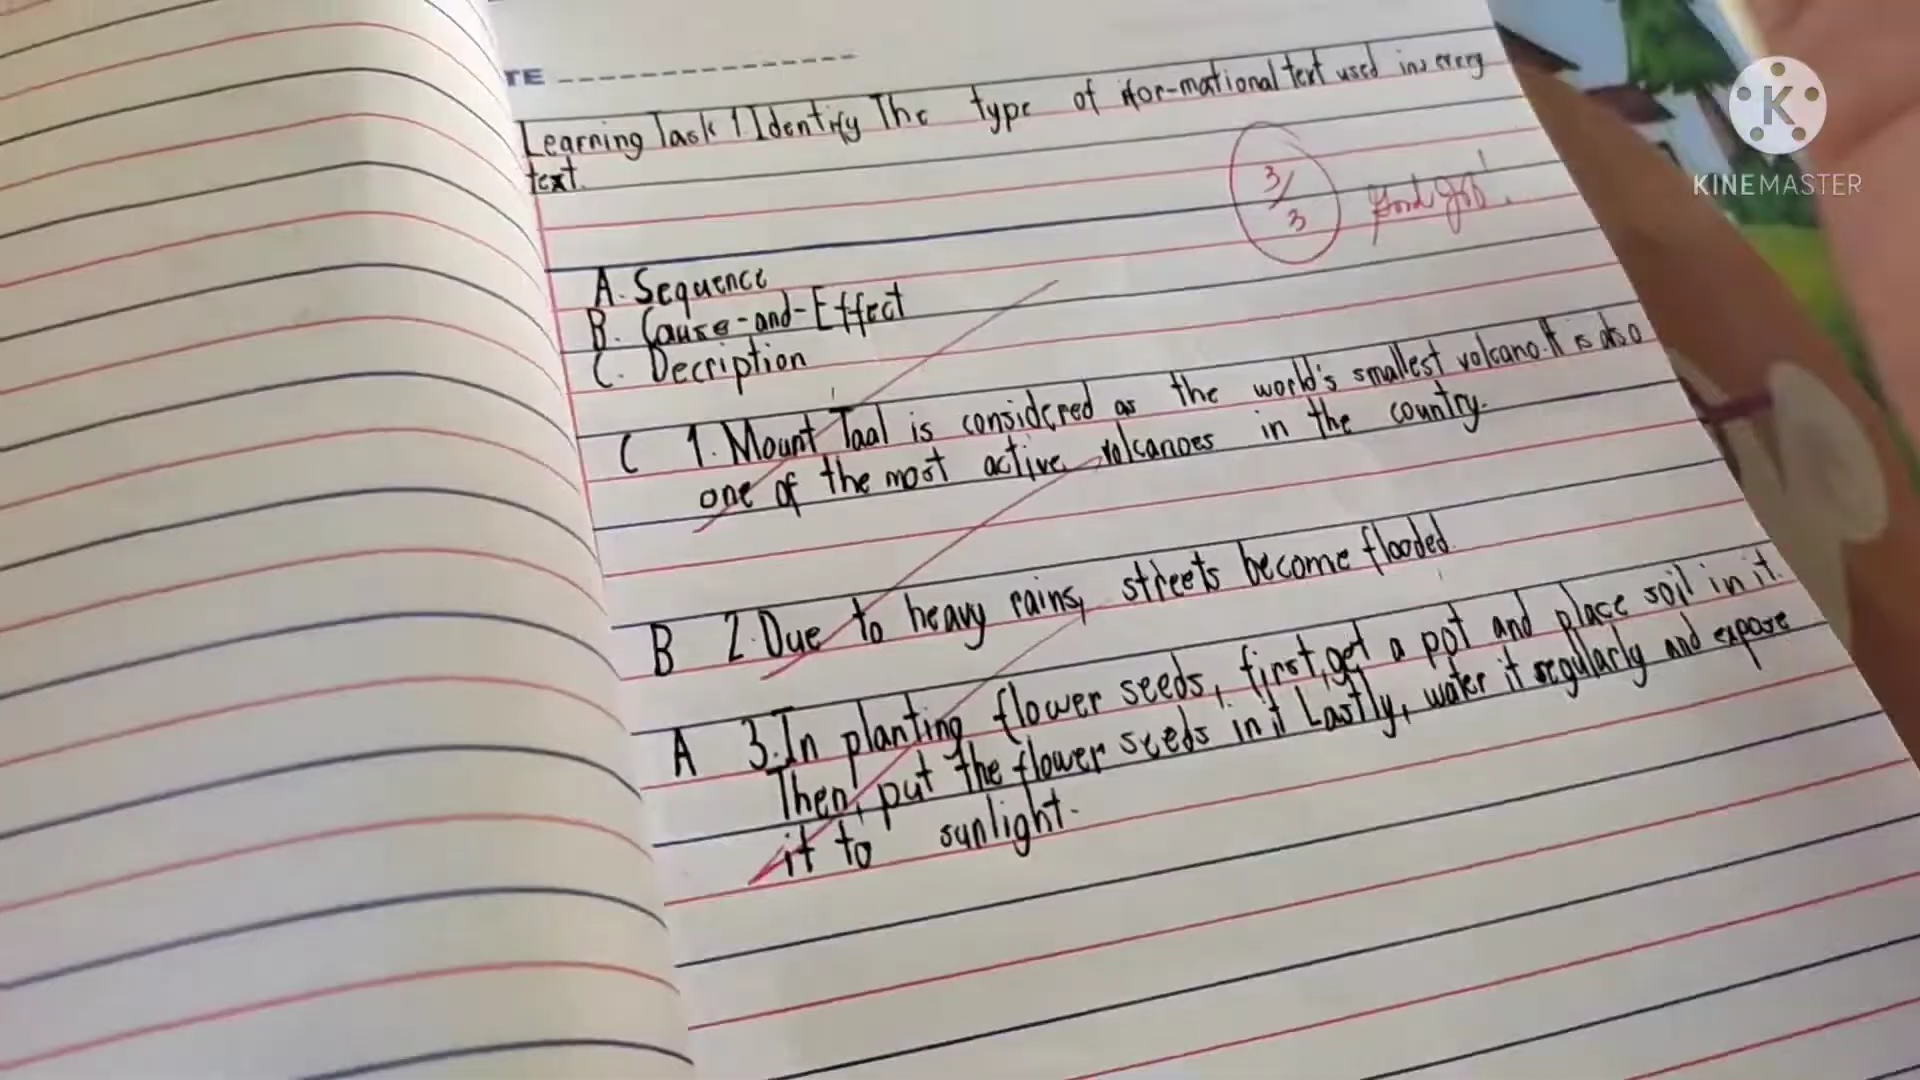 TE
Learning Task 1. Identify The type of for-mational text used in every
text.
3/3 Good Job!
A. Sequence
B. Cause-and-Effect
C. Decription
C 1. Mount Taal is considered as the world's smallest volcano. It is also
one of the most active volcanoes in the country.
B 2. Due to heavy rains, streets become flooded.
A 3. In planting flower seeds, first, get a pot and place soil in it.
Then, put the flower seeds in it Lastly, water it regularly and expose
it to sunlight.
KINEMASTER